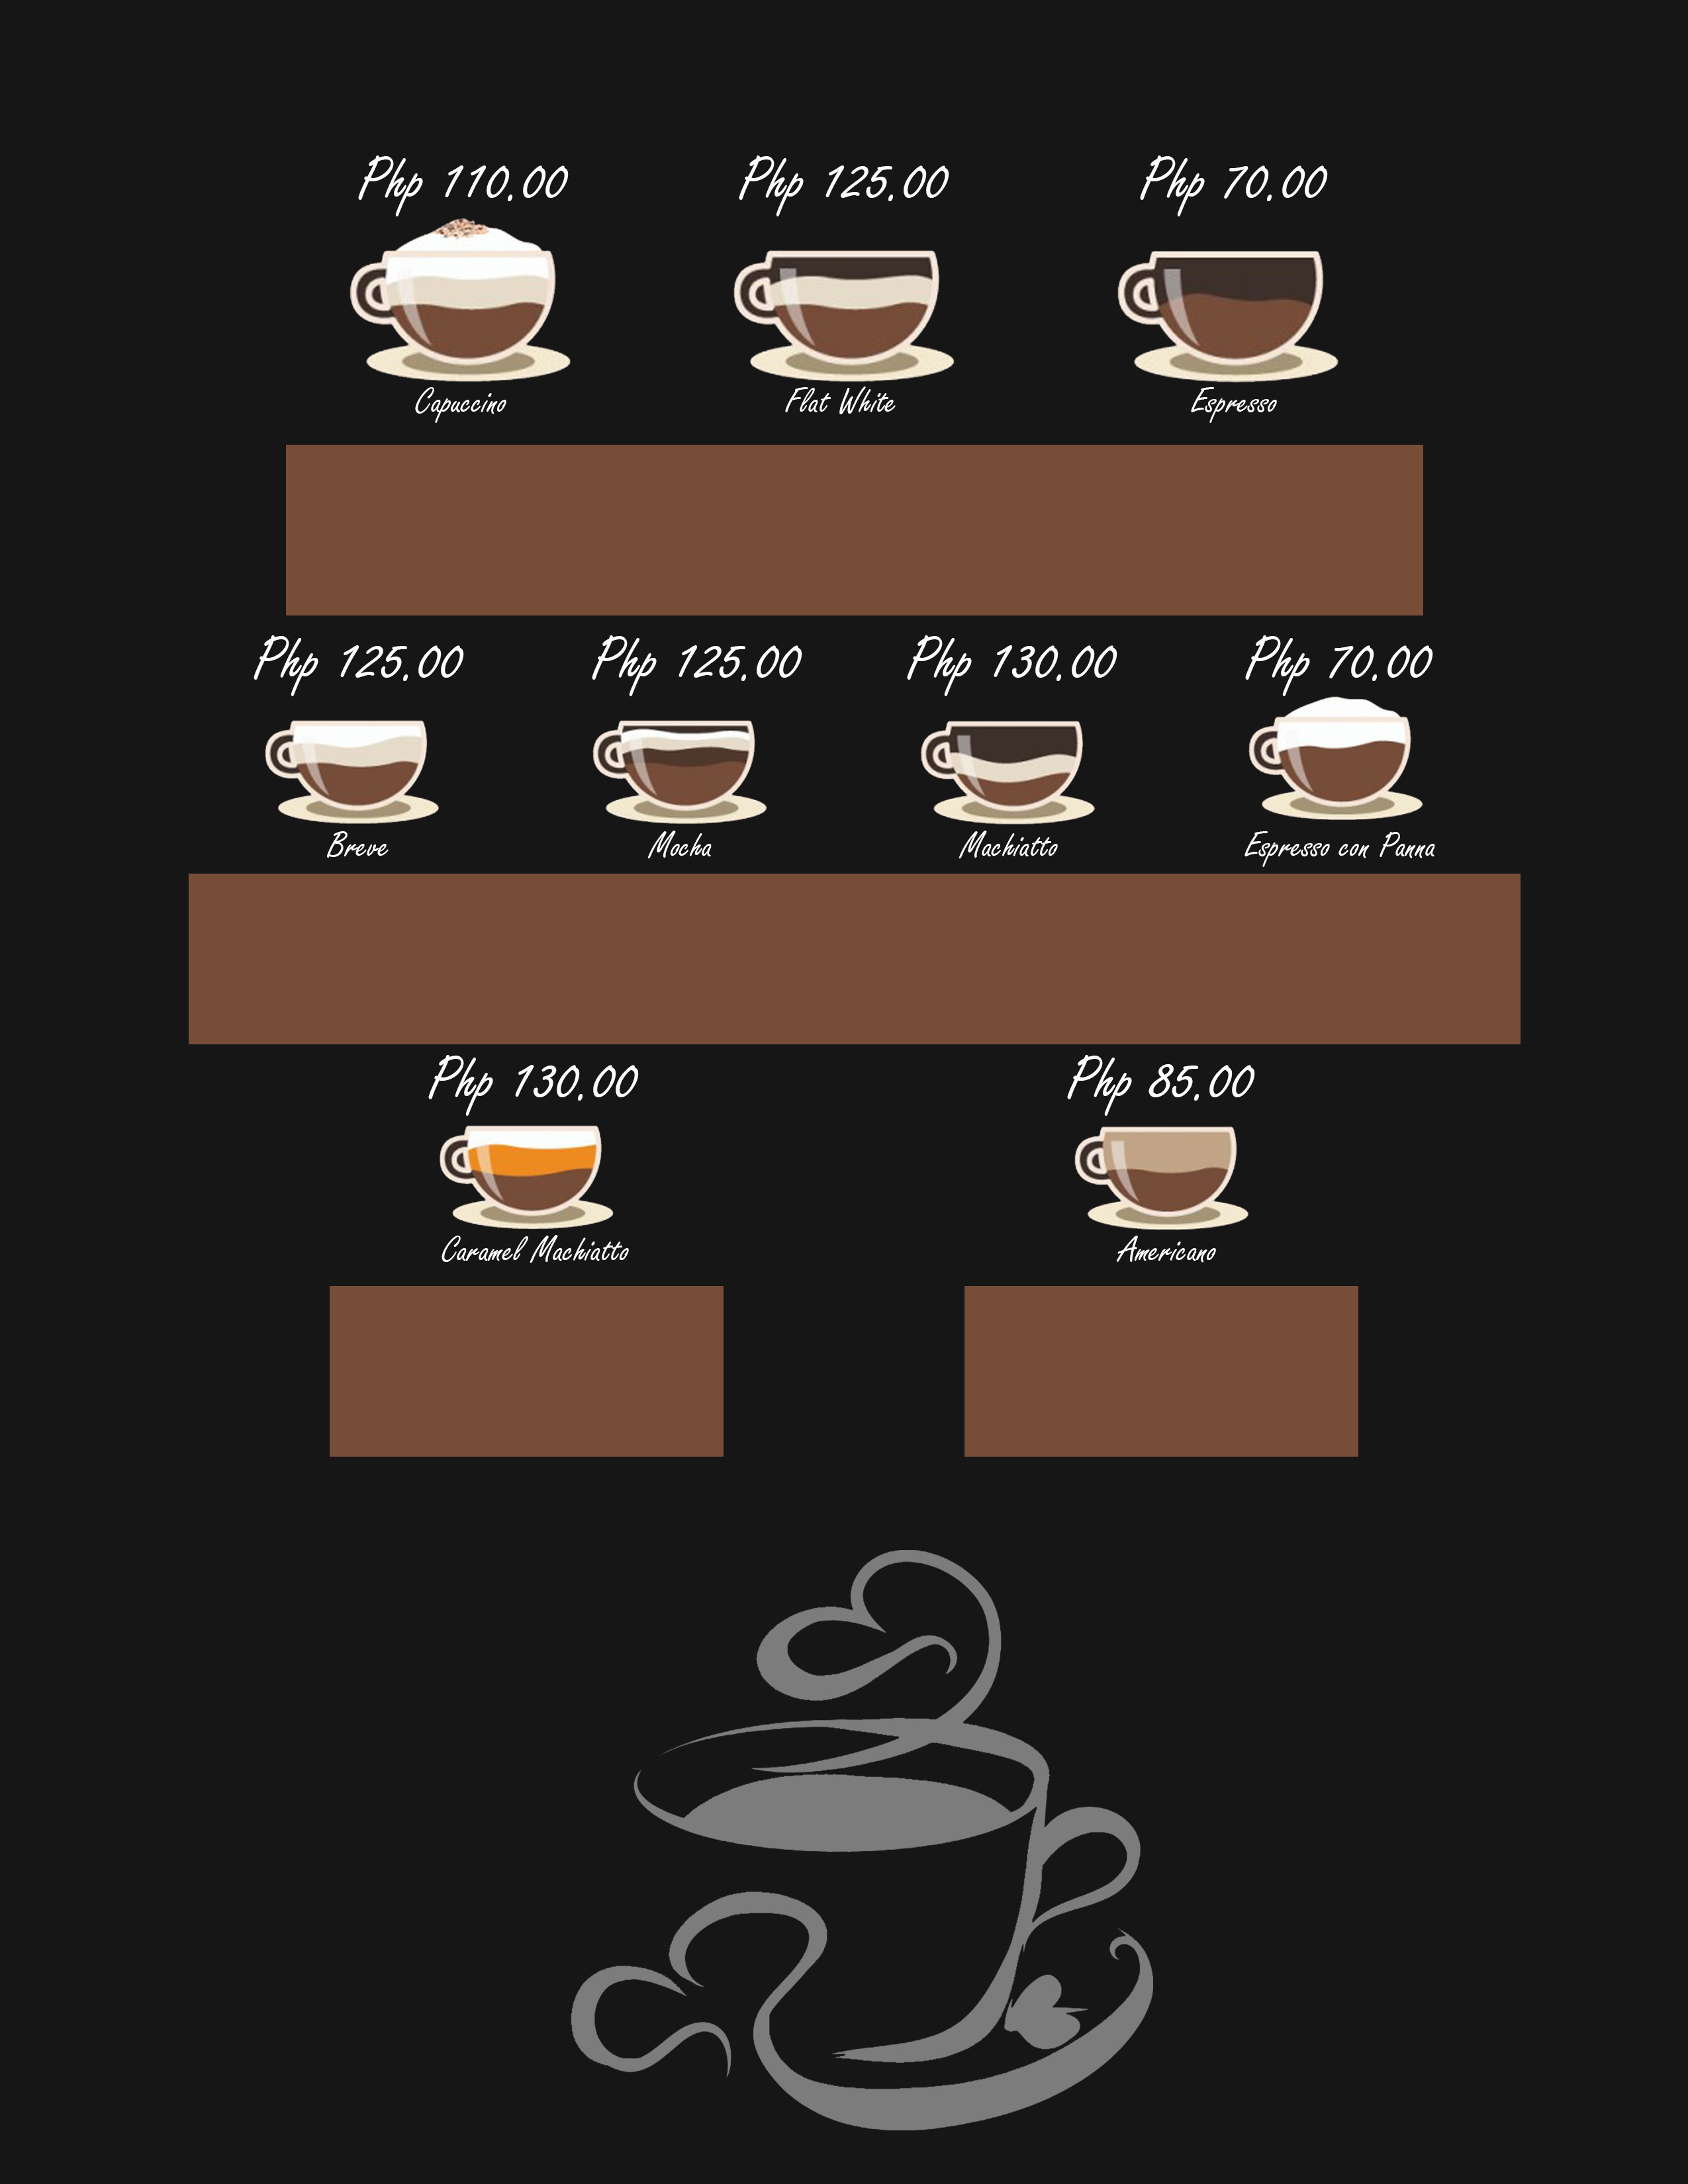 Php 110.00
Php 125.00
Php 70.00
Capuccino
Flat White
Espresso
Php 125.00
Php 125.00
Php 130.00
Php 70.00
Breve
Mocha
Machiatto
Espresso con Panna
Php 130.00
Php 85.00
Caramel Machiatto
Americano